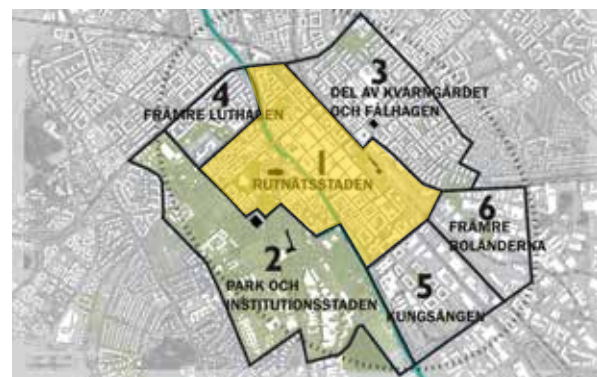 3
DEL AV KVARNGÄRDET
OCH FÅLHAGEN
4
FRÄMRE LUTHAGEN
1
RUTNÄTSSTADEN
6
FRÄMRE
BOLÄNDERNA
2
PARK OCH
INSTITUTIONSSTADEN
5
KUNGSÄNGEN